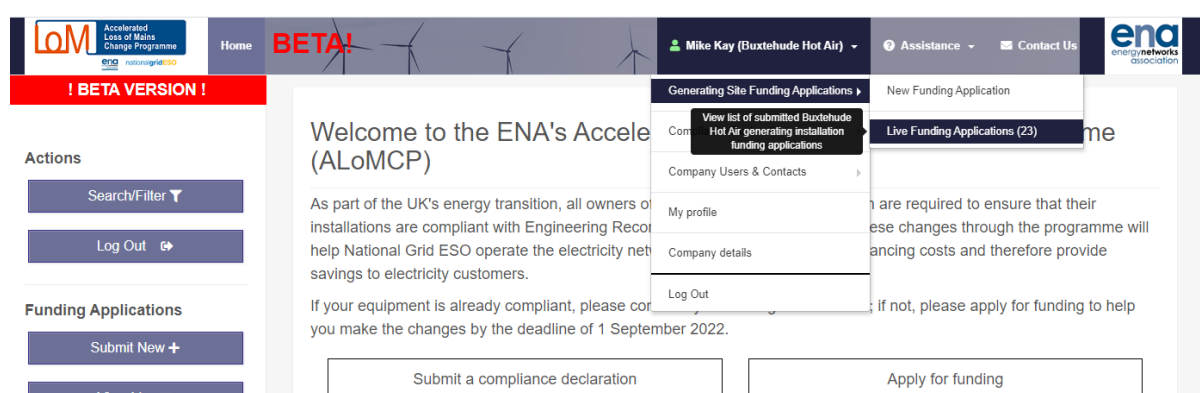 LoM Accelerated
Loss of Mains
Change Programme
ena nationalgridESO
Home
BETA!
Mike Kay (Buxtehude Hot Air)
Assistance
Contact Us
ena
energynetworks
association
! BETA VERSION !
Generating Site Funding Applications
New Funding Application
View list of submitted Buxtehude
Hot Air generating installation
funding applications
Live Funding Applications (23)
Company Users & Contacts
My profile
Company details
Log Out
Actions
Search/Filter
Log Out
Funding Applications
Submit New +
Welcome to the ENA's Accele me
(ALoMCP)
As part of the UK's energy transition, all owners of are required to ensure that their
installations are compliant with Engineering Recor ese changes through the programme will
help National Grid ESO operate the electricity net ancing costs and therefore provide
savings to electricity customers.
If your equipment is already compliant, please co ; if not, please apply for funding to help
you make the changes by the deadline of 1 September 2022.
Submit a compliance declaration
Apply for funding